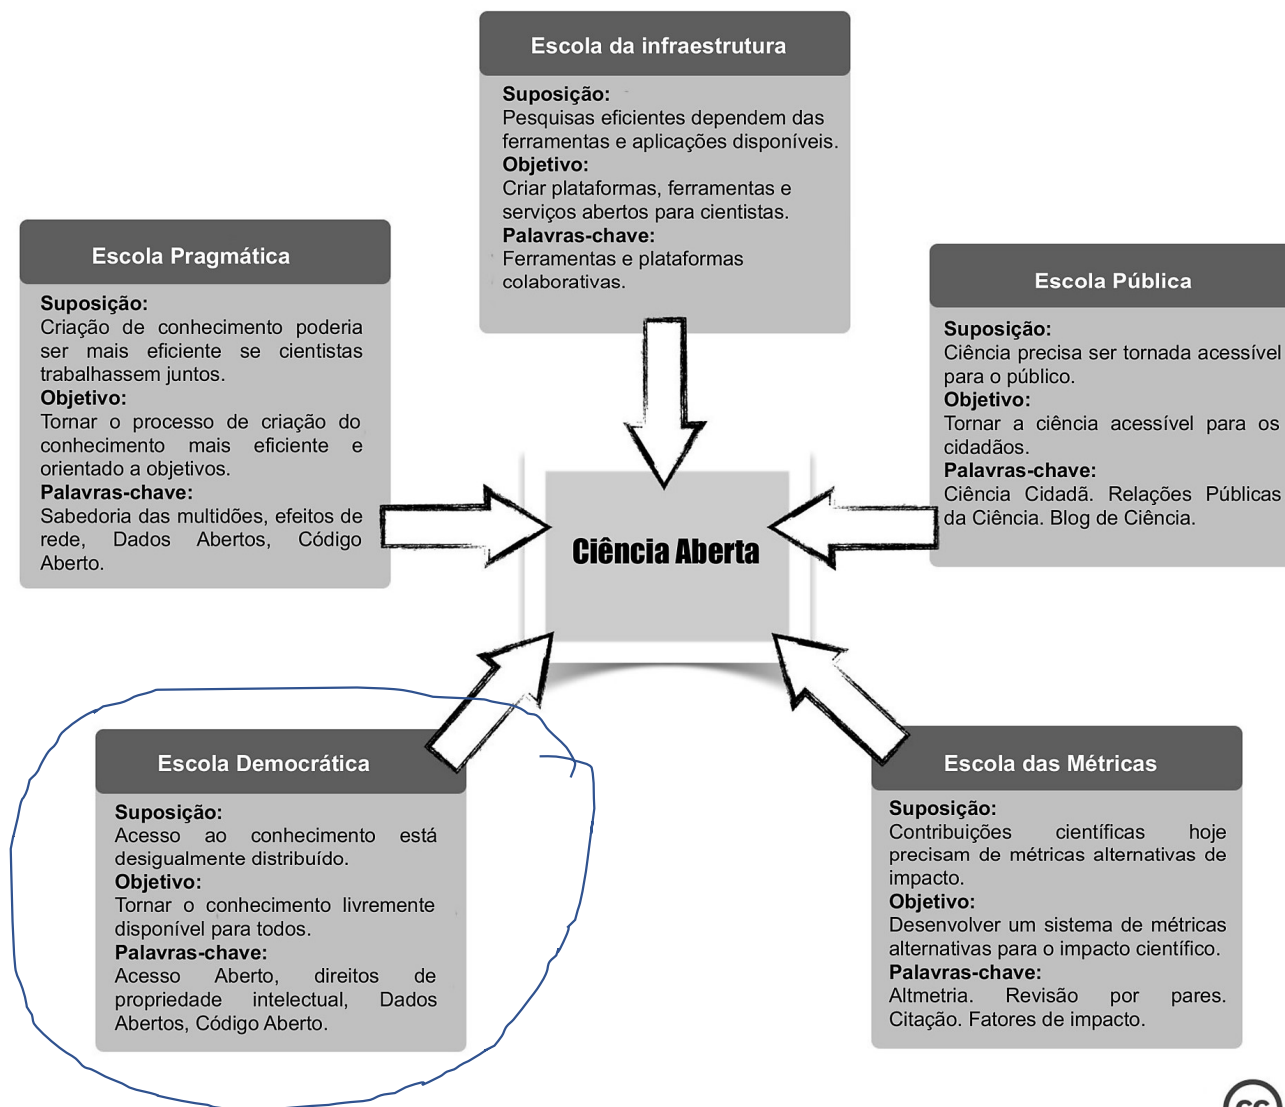 Escola da infraestrutura
Suposição:
Pesquisas eficientes dependem das
ferramentas e aplicações disponíveis.
Objetivo:
Criar plataformas, ferramentas e
serviços abertos para cientistas.
Palavras-chave:
Ferramentas e plataformas
colaborativas.
Escola Pragmática
Suposição:
Criação de conhecimento poderia
ser mais eficiente se cientistas
trabalhassem juntos.
Objetivo:
Tornar o processo de criação do
conhecimento mais eficiente e
orientado a objetivos.
Palavras-chave:
Sabedoria das multidões, efeitos de
rede, Dados Abertos, Código
Aberto.
Escola Pública
Suposição:
Ciência precisa ser tornada acessível
para o público.
Objetivo:
Tornar a ciência acessível para os
cidadãos.
Palavras-chave:
Ciência Cidadã. Relações Públicas
da Ciência. Blog de Ciência.
Ciência Aberta
Escola Democrática
Suposição:
Acesso ao conhecimento está
desigualmente distribuído.
Objetivo:
Tornar o conhecimento livremente
disponível para todos.
Palavras-chave:
Acesso Aberto, direitos de
propriedade intelectual, Dados
Abertos, Código Aberto.
Escola das Métricas
Suposição:
Contribuições científicas hoje
precisam de métricas alternativas de
impacto.
Objetivo:
Desenvolver um sistema de métricas
alternativas para o impacto científico.
Palavras-chave:
Altmetria. Revisão por pares.
Citação. Fatores de impacto.
cc